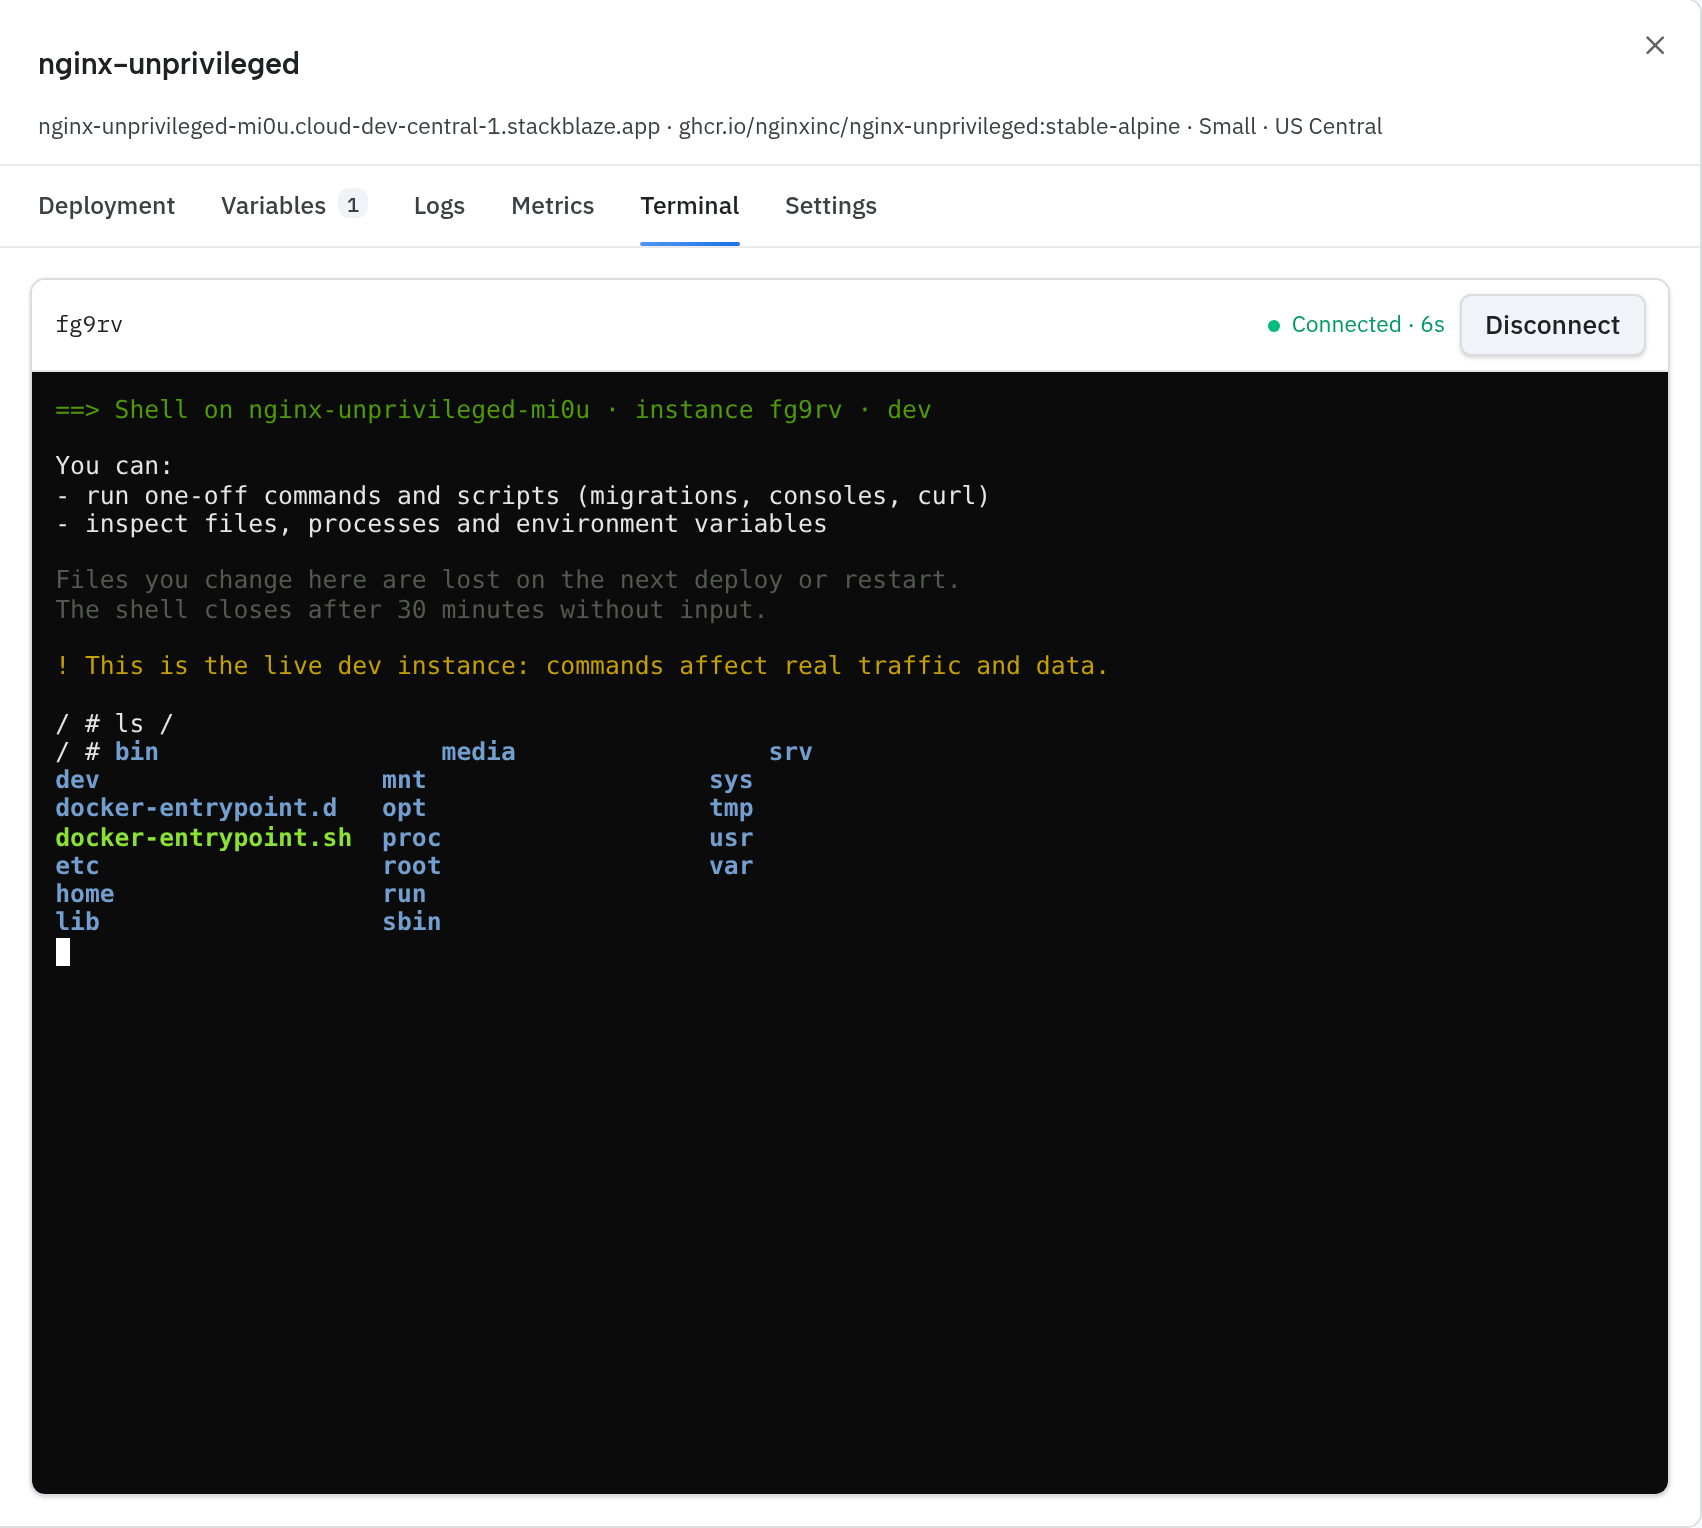 nginx-unprivileged
nginx-unprivileged-mi0u.cloud-dev-central-1.stackblaze.app · ghcr.io/nginxinc/nginx-unprivileged:stable-alpine · Small · US Central
Deployment Variables 1 Logs Metrics Terminal Settings
fg9rv Connected · 6s Disconnect
==> Shell on nginx-unprivileged-mi0u · instance fg9rv · dev
You can:
- run one-off commands and scripts (migrations, consoles, curl)
- inspect files, processes and environment variables
Files you change here are lost on the next deploy or restart.
The shell closes after 30 minutes without input.
! This is the live dev instance: commands affect real traffic and data.
/ # ls /
/ # bin media srv
dev mnt sys
docker-entrypoint.d opt tmp
docker-entrypoint.sh proc usr
etc root var
home run
lib sbin